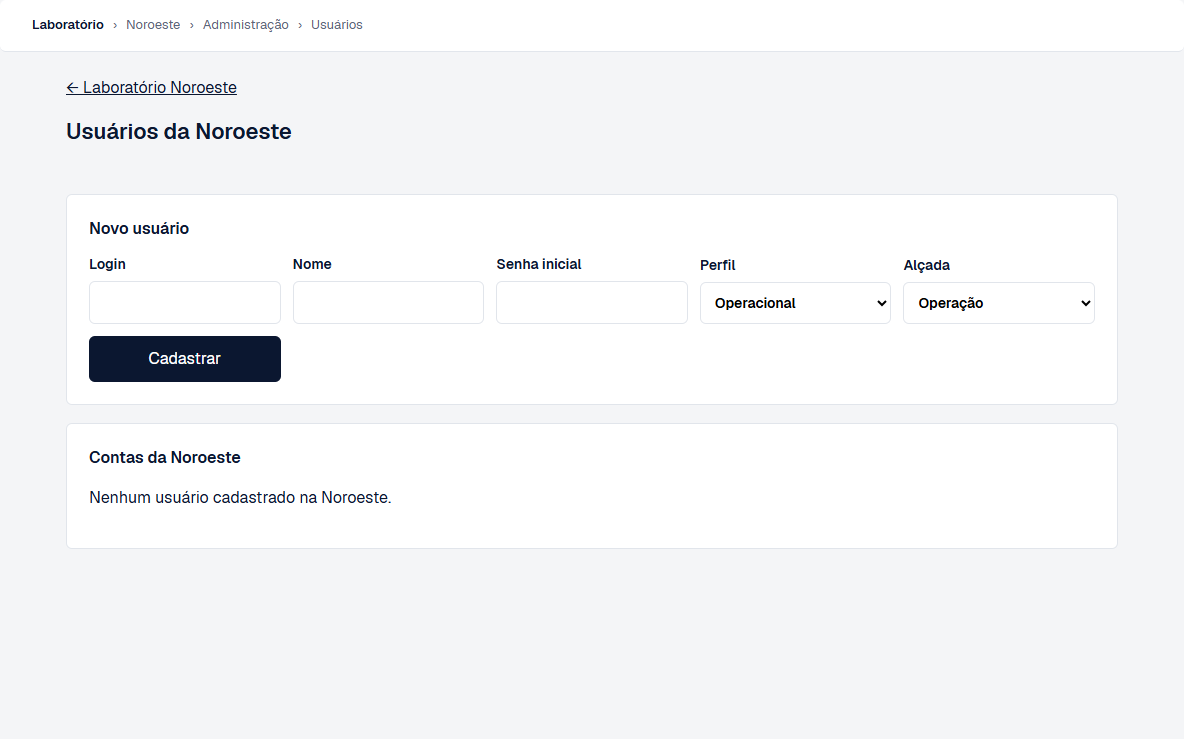 Laboratório › Noroeste › Administração › Usuários
← Laboratório Noroeste
Usuários da Noroeste
Novo usuário
Login Nome Senha inicial Perfil Alçada
Operacional Operação
Cadastrar
Contas da Noroeste
Nenhum usuário cadastrado na Noroeste.